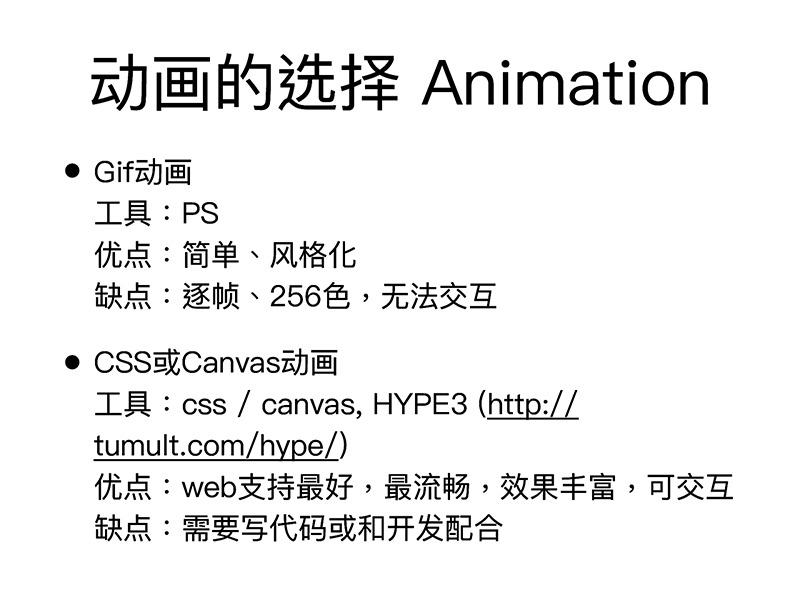 动画的选择 Animation
• Gif动画
工具：PS
优点：简单、风格化
缺点：逐帧、256色，无法交互
• CSS或Canvas动画
工具：css / canvas, HYPE3 (http://
tumult.com/hype/)
优点：web支持最好，最流畅，效果丰富，可交互
缺点：需要写代码或和开发配合